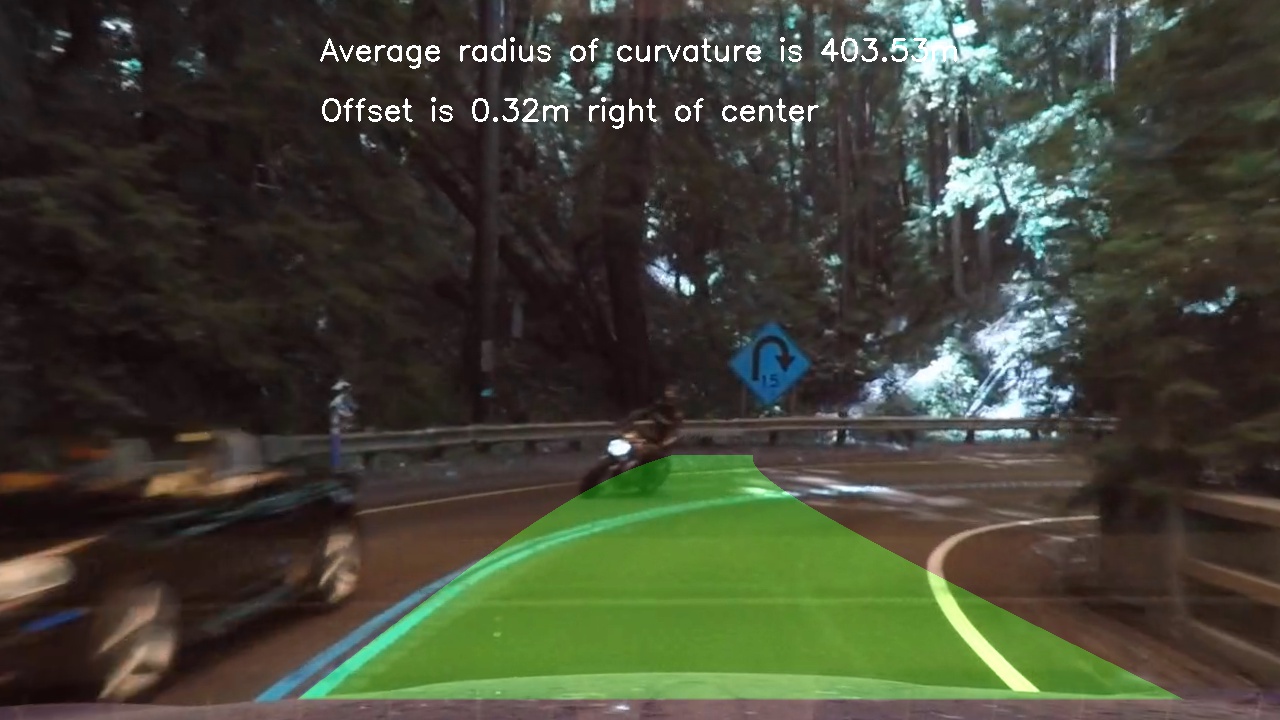 Average radius of curvature is 403.53m
Offset is 0.32m right of center
15